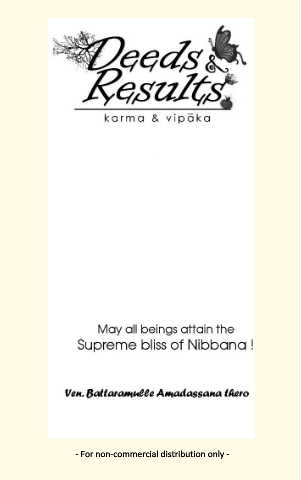 Deeds &
Results
karma & vipāka
May all beings attain the
Supreme bliss of Nibbana !
Ven. Battaramulle Amadassana thero
- For non-commercial distribution only -